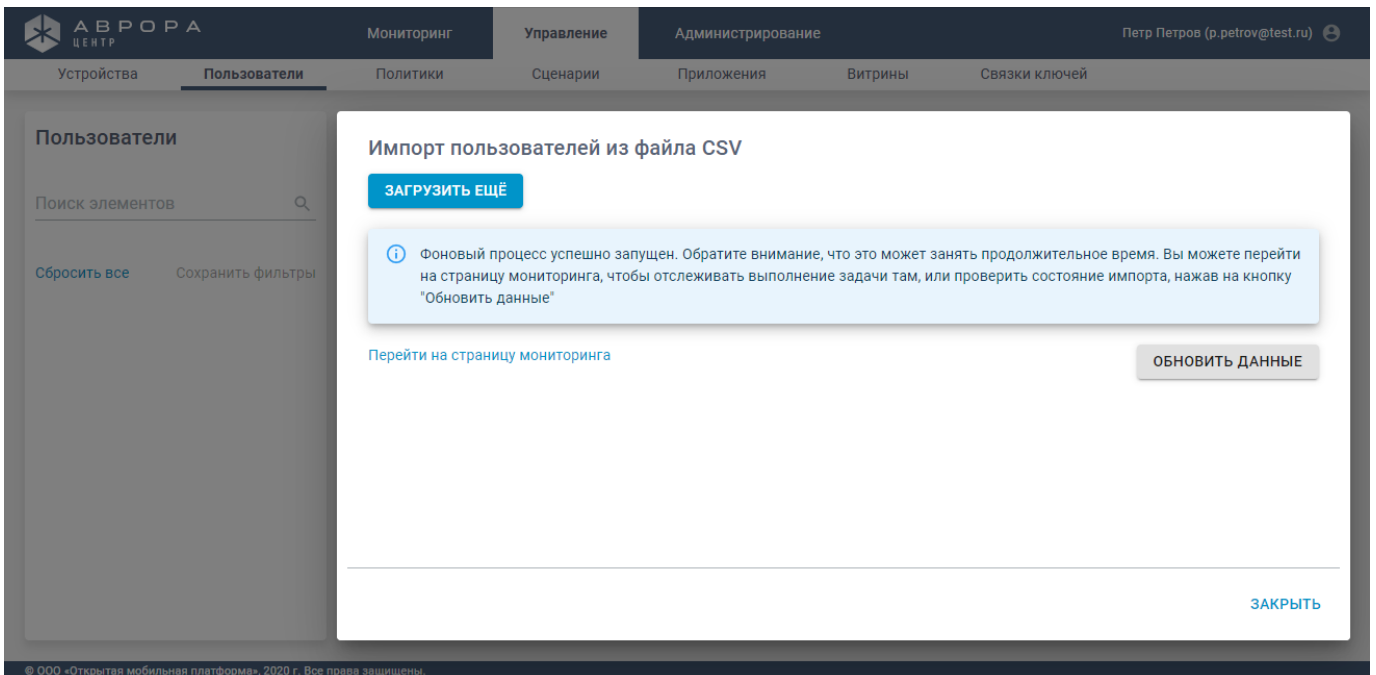 АВРОРА
ЦЕНТР
Мониторинг
Управление
Администрирование
Петр Петров (p.petrov@test.ru)
Устройства
Пользователи
Политики
Сценарии
Приложения
Витрины
Связки ключей
Пользователи
Поиск элементов
Сбросить все
Сохранить фильтры
Импорт пользователей из файла CSV
ЗАГРУЗИТЬ ЕЩЁ
Фоновый процесс успешно запущен. Обратите внимание, что это может занять продолжительное время. Вы можете перейти
на страницу мониторинга, чтобы отслеживать выполнение задачи там, или проверить состояние импорта, нажав на кнопку
"Обновить данные"
Перейти на страницу мониторинга
ОБНОВИТЬ ДАННЫЕ
ЗАКРЫТЬ
© ООО «Открытая мобильная платформа», 2020 г. Все права защищены.